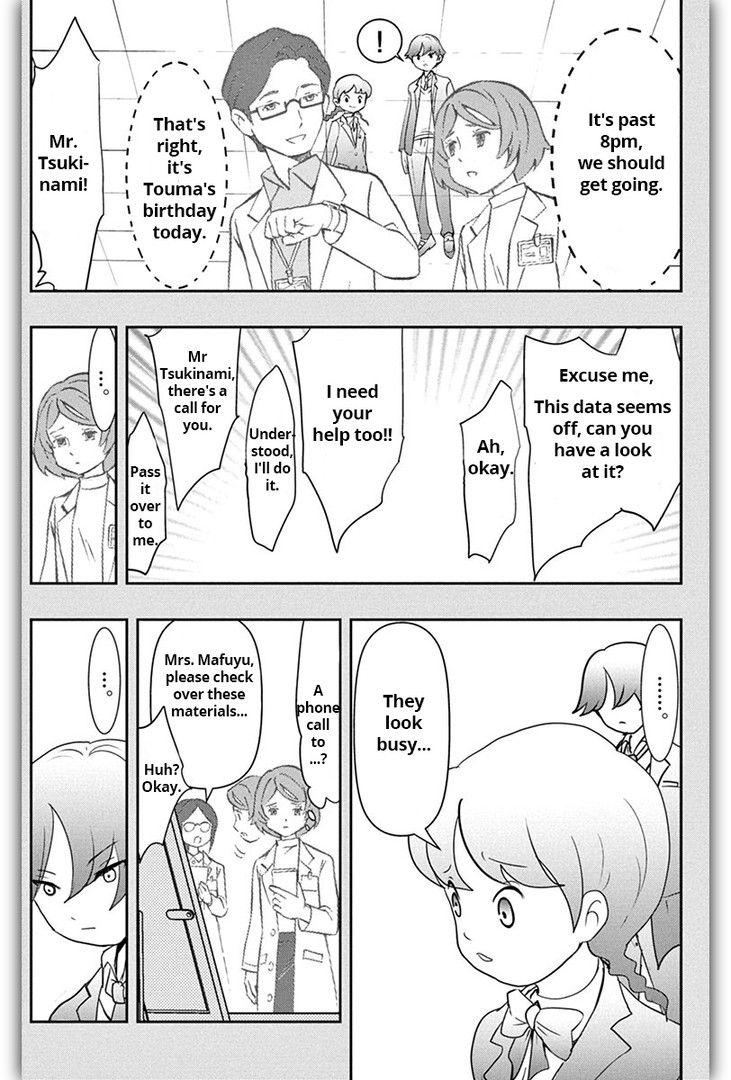 It's past
8pm,
we should
get going.
!
That's
right,
it's
Touma's
birthday
today.
Mr.
Tsuki-
nami!
Excuse me,
This data seems
off, can you
have a look
at it?
Ah,
okay.
I need
your
help too!!
Under-
stood,
I'll do
it.
Mr
Tsukinami,
there's a
call for
you.
Pass
it
over
to
me.
...。
......。
They
look
busy...
A
phone
call
to
...?
Mrs. Mafuyu,
please check
over these
materials...
Huh?
Okay.
...。